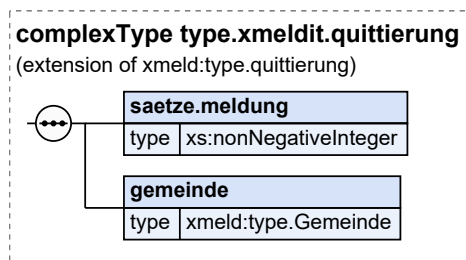 complexType type.xmeldit.quittierung
(extension of xmeld:type.quittierung)
saetze.meldung
type xs:nonNegativeInteger
gemeinde
type xmeld:type.Gemeinde